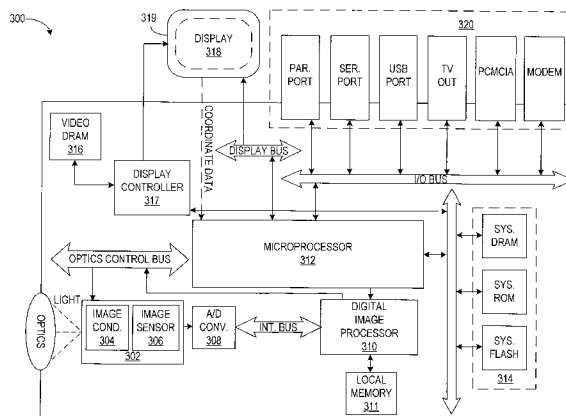 300
319
DISPLAY
318
320
PAR.
PORT
SER.
PORT
USB
PORT
TV
OUT
PCMCIA
MODEM
VIDEO
DRAM
316
COORDINATE DATA
DISPLAY BUS
DISPLAY
CONTROLLER
317
I/O BUS
MICROPROCESSOR
312
OPTICS CONTROL BUS
SYS.
DRAM
SYS.
ROM
SYS.
FLASH
314
LIGHT
OPTICS
IMAGE
COND.
304
IMAGE
SENSOR
306
302
A/D
CONV.
308
INT_BUS
DIGITAL
IMAGE
PROCESSOR
310
LOCAL
MEMORY
311